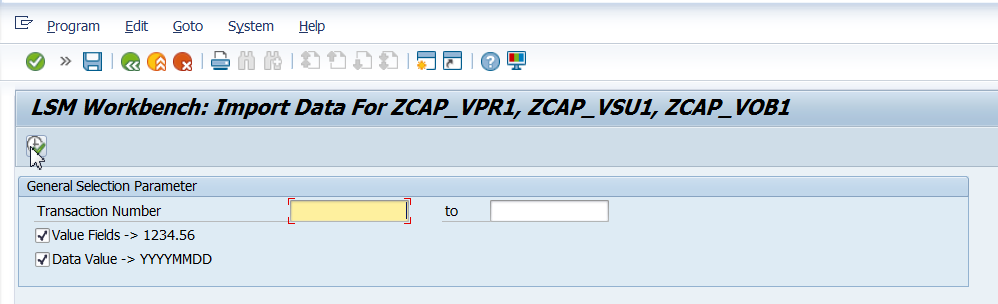 Program Edit Goto System Help
LSM Workbench: Import Data For ZCAP_VPR1, ZCAP_VSU1, ZCAP_VOB1
General Selection Parameter
Transaction Number to
Value Fields -> 1234.56
Data Value -> YYYYMMDD